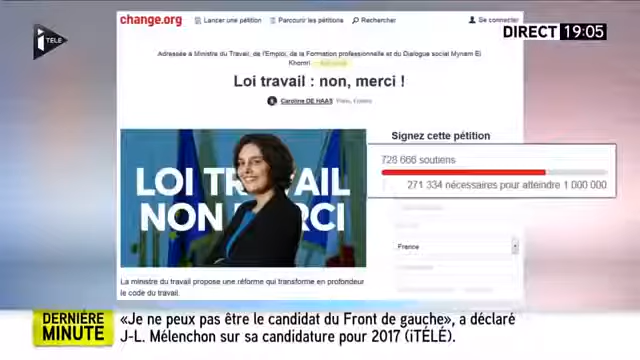 iTÉLÉ
change.org
Lancer une pétition
Parcourir les pétitions
Rechercher
Se connecter
DIRECT 19:05
Adressée à Ministre du Travail, de l'Emploi, de la Formation professionnelle et du Dialogue social Myriam El
Khomri
Loi travail : non, merci !
Caroline DE HAAS
LOI TRAVAIL
NON MERCI
Signez cette pétition
728 666 soutiens
271 334 nécessaires pour atteindre 1 000 000
France
La ministre du travail propose une réforme qui transforme en profondeur
le code du travail.
DERNIÈRE
MINUTE
«Je ne peux pas être le candidat du Front de gauche», a déclaré
J-L. Mélenchon sur sa candidature pour 2017 (iTÉLÉ).